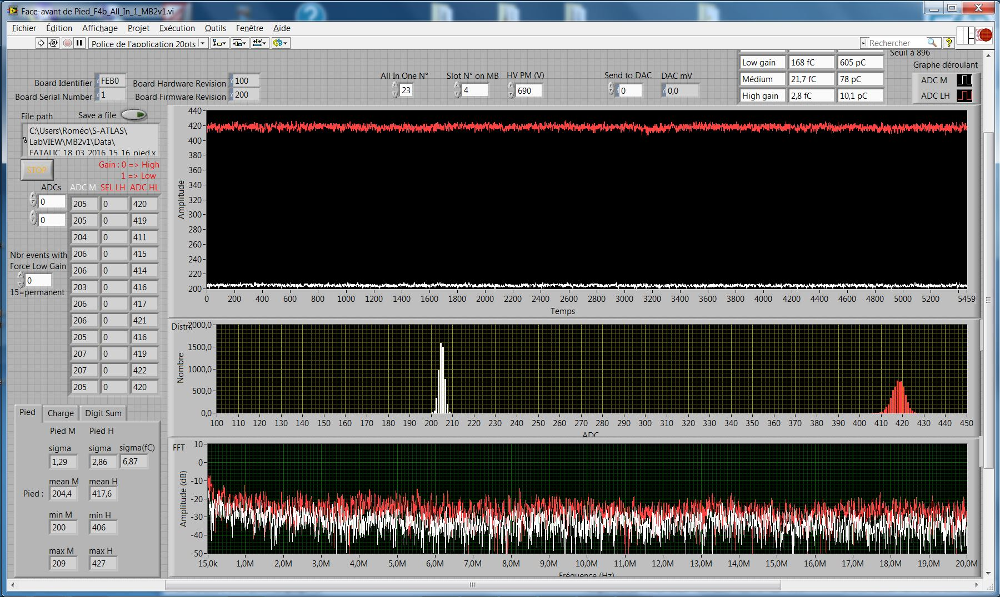 Face-avant de Pied_F4b_All_In_1_MB2v1.vi
Fichier Édition Affichage Projet Exécution Outils Fenêtre Aide
Police de l'application 20pts
Rechercher
Seuil à 896
Low gain 168 fC 605 pC
Médium 21,7 fC 78 pC
High gain 2,8 fC 10,1 pC
Graphe déroulant
ADC M
ADC LH
Board Identifier FEB0
Board Serial Number 1
Board Hardware Revision 100
Board Firmware Revision 200
All In One N° 23
Slot N° on MB 4
HV PM (V) 690
Send to DAC 0
DAC mV 0,0
File path
Save a file
C:\Users\Roméo\S-ATLAS\
LabVIEW\MB2v1\Data\
FATALIC_18_03_2016_15_16_pied.x
STOP
Gain : 0 => High
1 => Low
ADCs ADC M SEL LH ADC HL
0
0
205 0 420
205 0 419
204 0 411
206 0 415
206 0 414
203 0 416
206 0 417
206 0 421
205 0 416
207 0 419
207 0 422
205 0 420
Nbr events with
Force Low Gain
0
15=permanent
Amplitude
440
420
400
380
360
340
320
300
280
260
240
220
200
0 200 400 600 800 1000 1200 1400 1600 1800 2000 2200 2400 2600 2800 3000 3200 3400 3600 3800 4000 4200 4400 4600 4800 5000 5200 5459
Temps
Distri.
Nombre
2000,0
1500,0
1000,0
500,0
0,0
100 110 120 130 140 150 160 170 180 190 200 210 220 230 240 250 260 270 280 290 300 310 320 330 340 350 360 370 380 390 400 410 420 430 440 450
ADC
Pied Charge Digit Sum
Pied M Pied H
sigma sigma sigma(fC)
1,29 2,86 6,87
mean M mean H
Pied : 204,4 417,6
min M min H
200 406
max M max H
209 427
FFT
Amplitude (dB)
10
0
-10
-20
-30
-40
-50
15,0k 1,0M 2,0M 3,0M 4,0M 5,0M 6,0M 7,0M 8,0M 9,0M 10,0M 11,0M 12,0M 13,0M 14,0M 15,0M 16,0M 17,0M 18,0M 19,0M 20,0M
Fréquence (Hz)